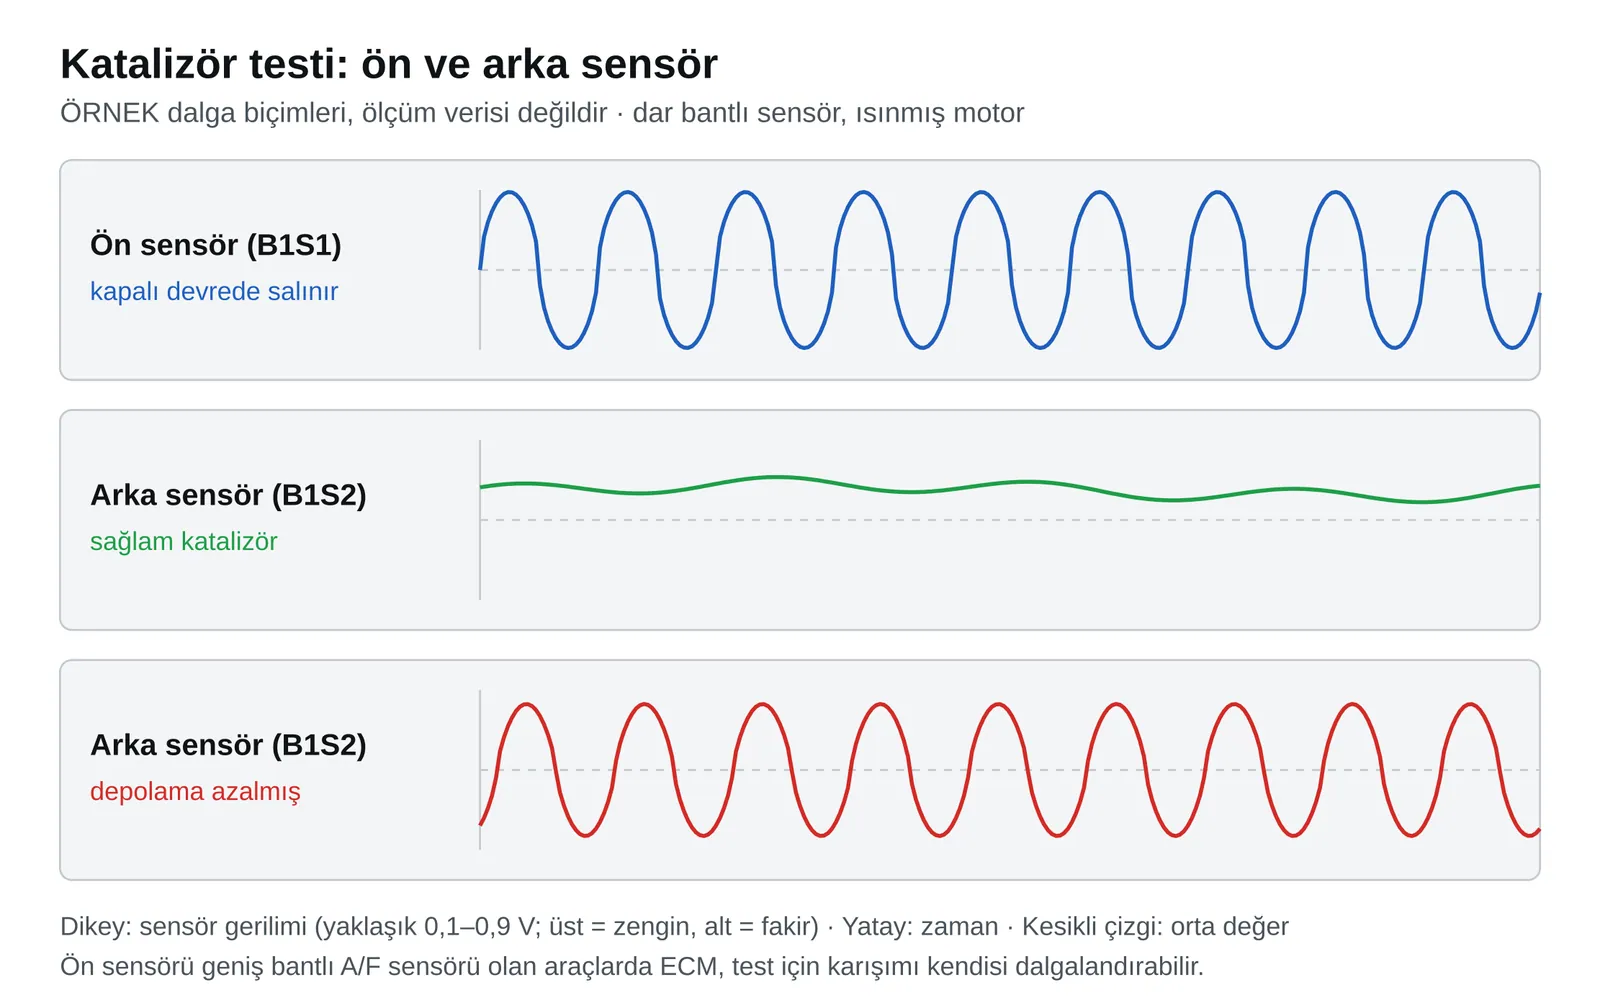 Katalizör testi: ön ve arka sensör
ÖRNEK dalga biçimleri, ölçüm verisi değildir · dar bantlı sensör, ısınmış motor
Ön sensör (B1S1)
kapalı devrede salınır
Arka sensör (B1S2)
sağlam katalizör
Arka sensör (B1S2)
depolama azalmış
Dikey: sensör gerilimi (yaklaşık 0,1–0,9 V; üst = zengin, alt = fakir) · Yatay: zaman · Kesikli çizgi: orta değer
Ön sensörü geniş bantlı A/F sensörü olan araçlarda ECM, test için karışımı kendisi dalgalandırabilir.